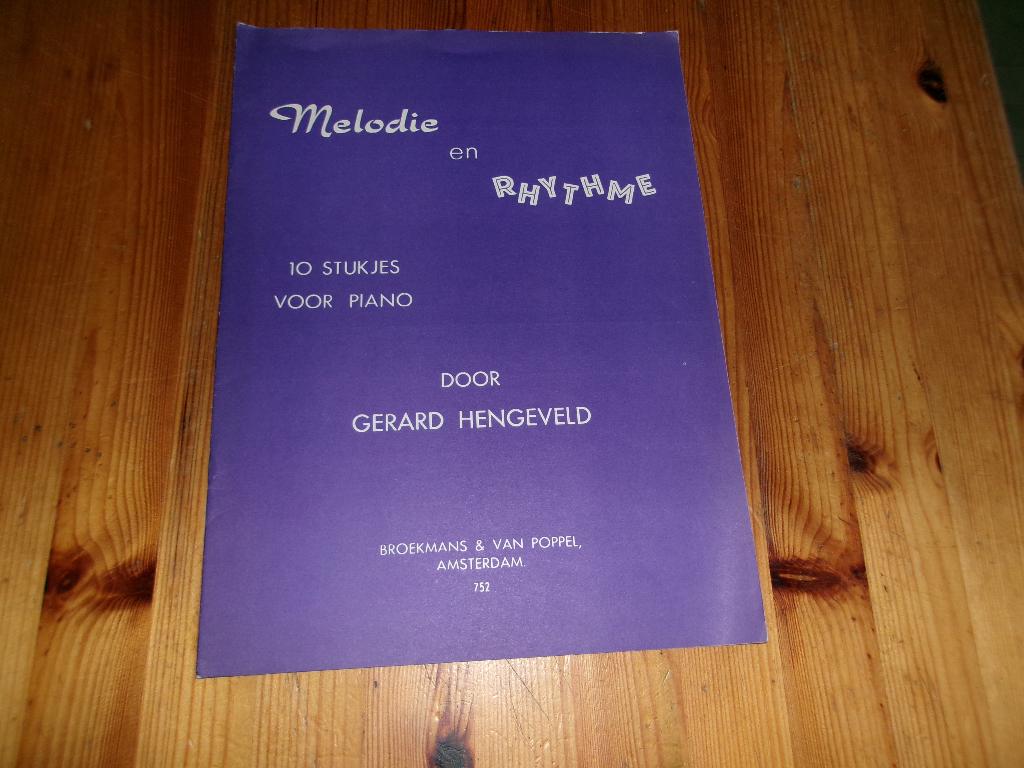 Melodie
en
RHYTHME
10 STUKJES
VOOR PIANO
DOOR
GERARD HENGEVELD
BROEKMANS & VAN POPPEL,
AMSTERDAM
752